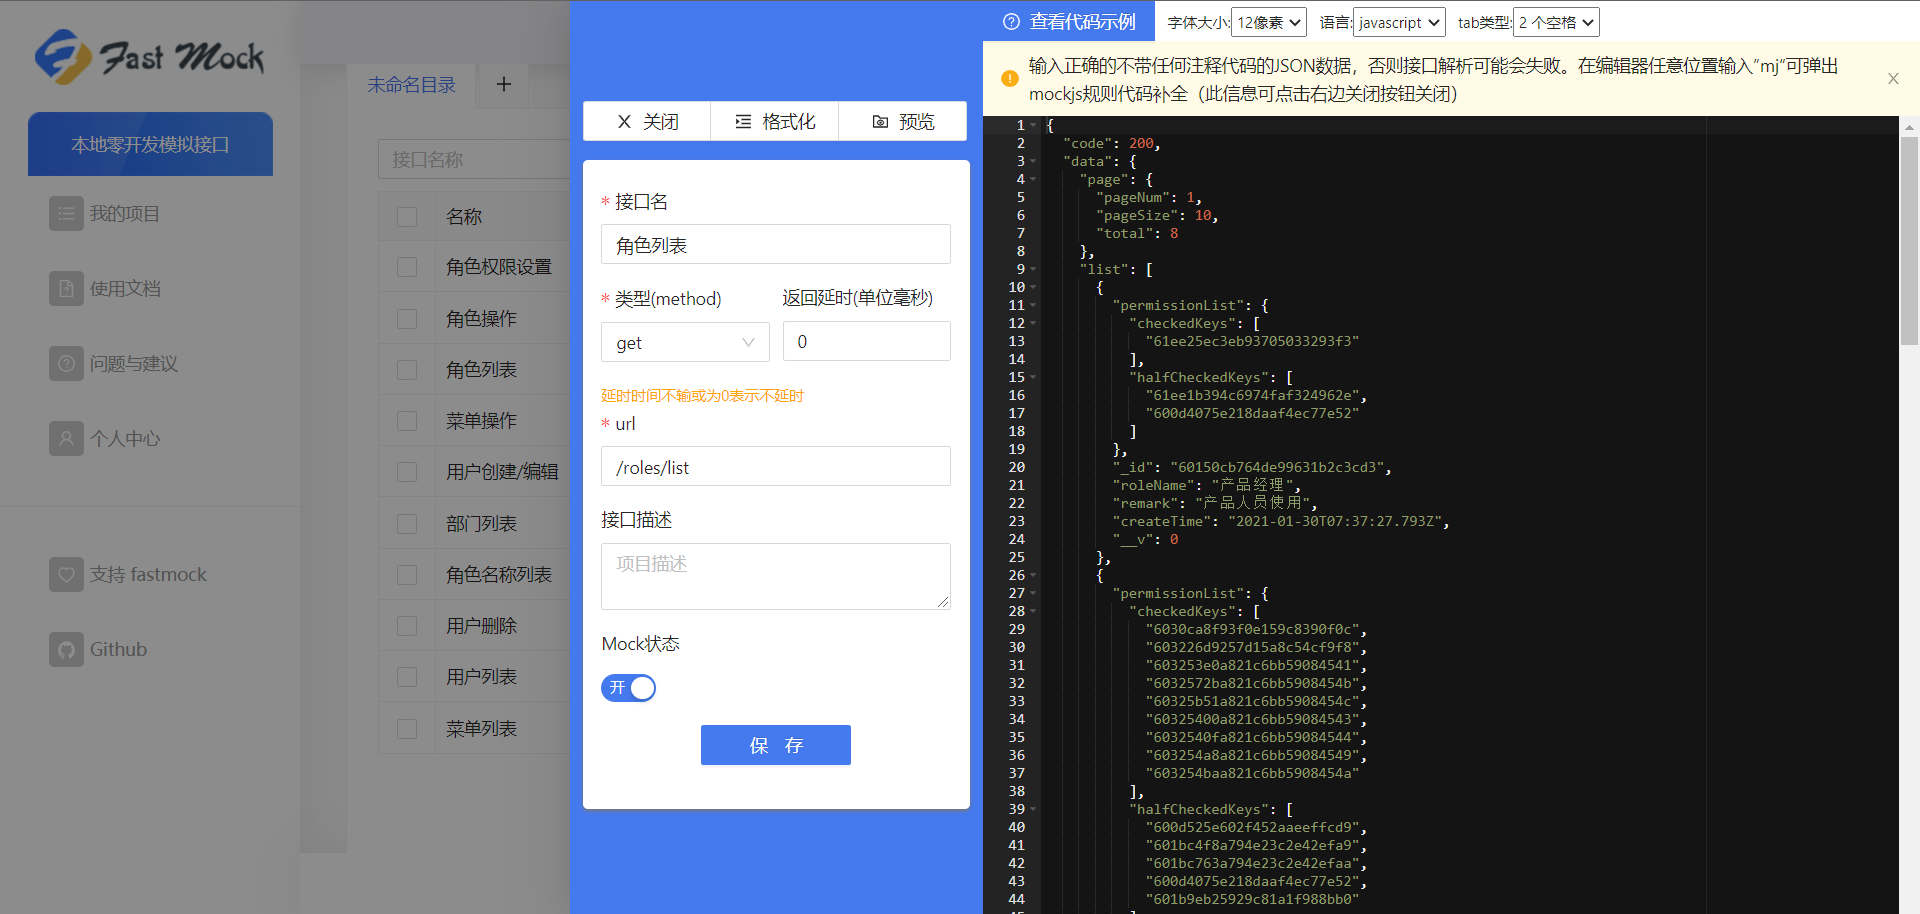 Fast Mock
本地零开发模拟接口
我的项目
使用文档
问题与建议
个人中心
支持 fastmock
Github
未命名目录
接口名称
名称
角色权限设置
角色操作
角色列表
菜单操作
用户创建/编辑
部门列表
角色名称列表
用户删除
用户列表
菜单列表
关闭
格式化
预览
* 接口名
角色列表
* 类型(method) 返回延时(单位毫秒)
get 0
延时时间不输或为0表示不延时
* url
/roles/list
接口描述
项目描述
Mock状态
开
保 存
查看代码示例 字体大小: 12像素 语言: javascript tab类型: 2 个空格
输入正确的不带任何注释代码的JSON数据，否则接口解析可能会失败。在编辑器任意位置输入”mj“可弹出
mockjs规则代码补全（此信息可点击右边关闭按钮关闭）
1 {
2 "code": 200,
3 "data": {
4 "page": {
5 "pageNum": 1,
6 "pageSize": 10,
7 "total": 8
8 },
9 "list": [
10 {
11 "permissionList": {
12 "checkedKeys": [
13 "61ee25ec3eb93705033293f3"
14 ],
15 "halfCheckedKeys": [
16 "61ee1b394c6974faf324962e",
17 "600d4075e218daaf4ec77e52"
18 ]
19 },
20 "_id": "60150cb764de99631b2c3cd3",
21 "roleName": "产品经理",
22 "remark": "产品人员使用",
23 "createTime": "2021-01-30T07:37:27.793Z",
24 "__v": 0
25 },
26 {
27 "permissionList": {
28 "checkedKeys": [
29 "6030ca8f93f0e159c8390f0c",
30 "603226d9257d15a8c54cf9f8",
31 "603253e0a821c6bb59084541",
32 "6032572ba821c6bb5908454b",
33 "60325b51a821c6bb5908454c",
34 "60325400a821c6bb59084543",
35 "6032540fa821c6bb59084544",
36 "603254a8a821c6bb59084549",
37 "603254baa821c6bb5908454a"
38 ],
39 "halfCheckedKeys": [
40 "600d525e602f452aaeeffcd9",
41 "601bc4f8a794e23c2e42efa9",
42 "601bc763a794e23c2e42efaa",
43 "600d4075e218daaf4ec77e52",
44 "601b9eb25929c81a1f988bb0"